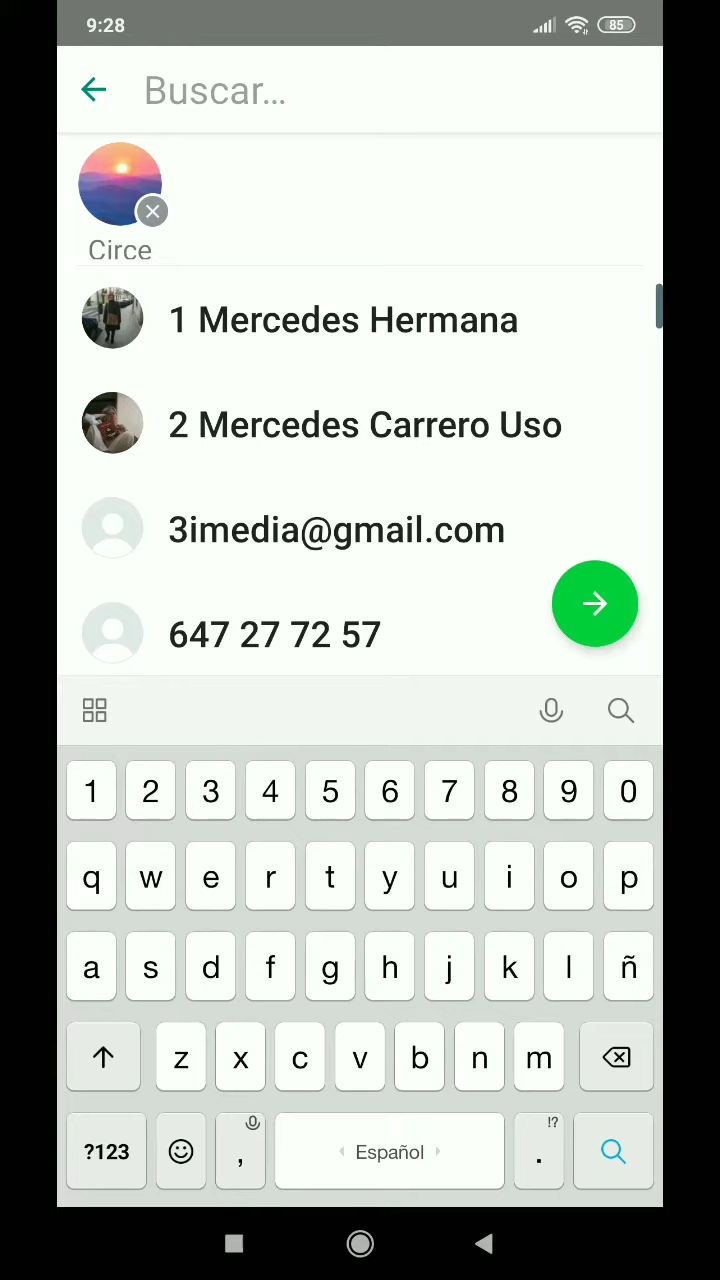 9:28
85
Buscar...
Circe
1 Mercedes Hermana
2 Mercedes Carrero Uso
3imedia@gmail.com
647 27 72 57
1 2 3 4 5 6 7 8 9 0
q w e r t y u i o p
a s d f g h j k l ñ
z x c v b n m
!?
?123 , Español .